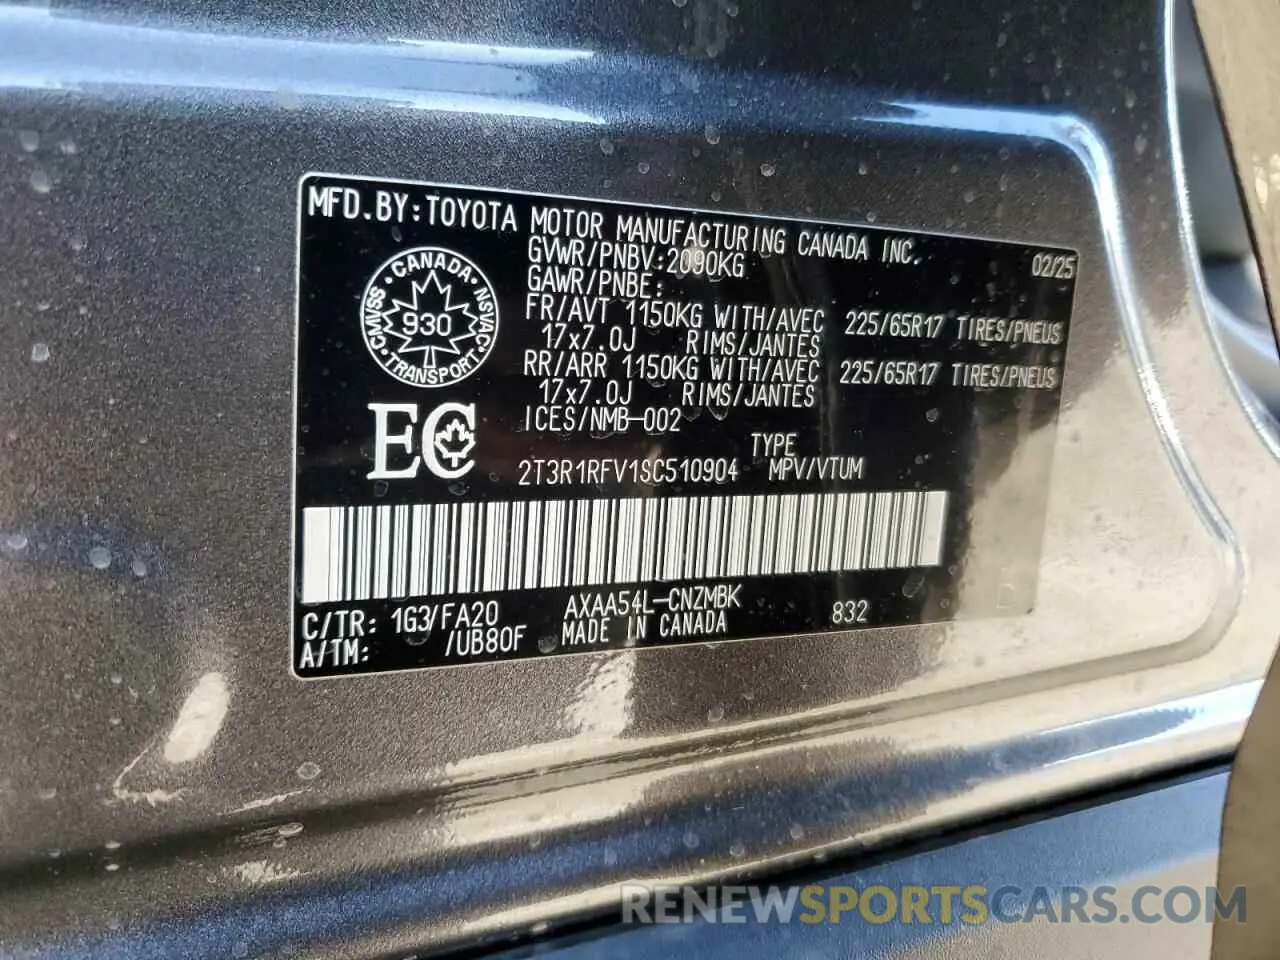 MFD.BY:TOYOTA MOTOR MANUFACTURING CANADA INC.
GVWR/PNBV:2090KG 02/25
GAWR/PNBE:
FR/AVT 1150KG WITH/AVEC 225/65R17 TIRES/PNEUS
17x7.0J RIMS/JANTES
RR/ARR 1150KG WITH/AVEC 225/65R17 TIRES/PNEUS
17x7.0J RIMS/JANTES
ICES/NMB-002
CANADA
CMVSS 930 NSVAC
TRANSPORT
EC
TYPE
2T3R1RFV1SC510904 MPV/VTUM
C/TR: 1G3/FA20 AXAA54L-CNZMBK 832
A/TM: /UB80F MADE IN CANADA
RENEWSPORTSCARS.COM